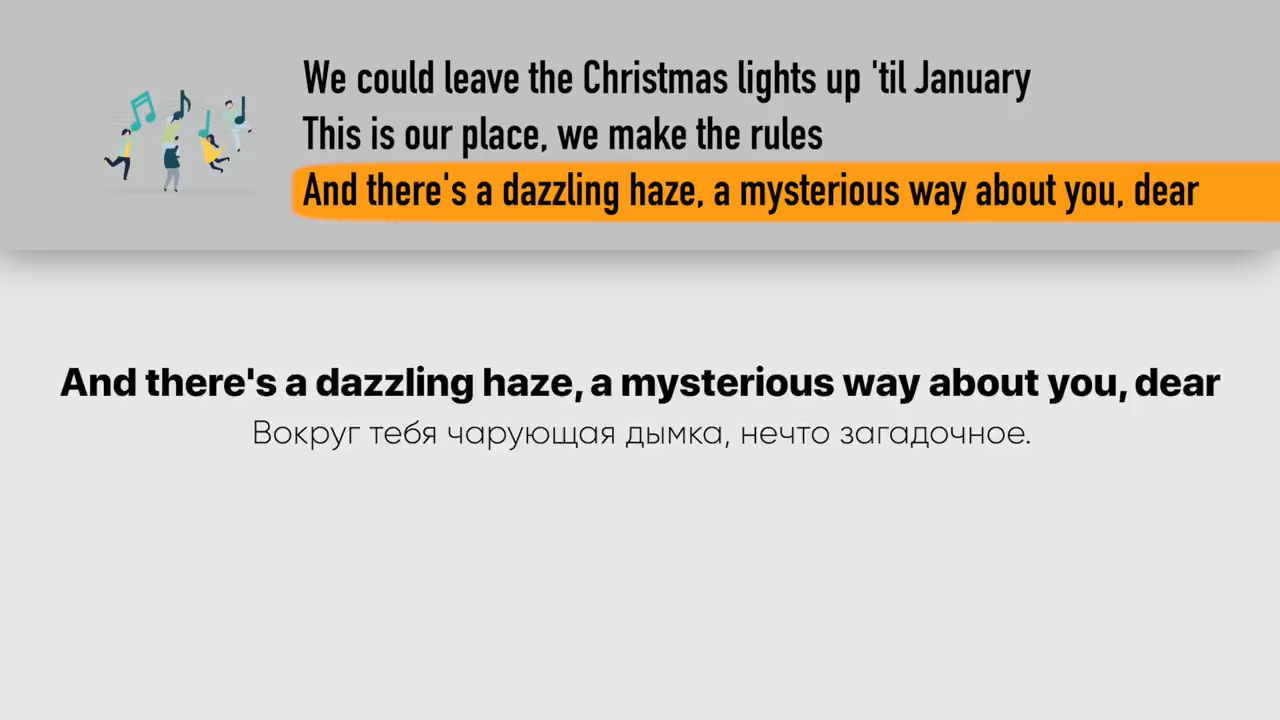 We could leave the Christmas lights up 'til January
This is our place, we make the rules
And there's a dazzling haze, a mysterious way about you, dear
And there's a dazzling haze, a mysterious way about you, dear
Вокруг тебя чарующая дымка, нечто загадочное.